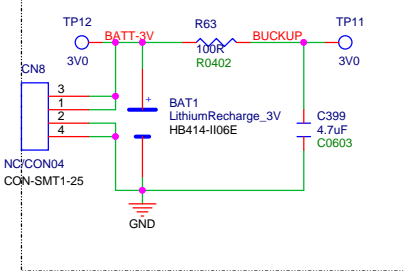 TP12
BATT-3V
R63
BUCKUP
TP11
3V0
100R
R0402
3V0
CN8
3
1
2
4
BAT1
LithiumRecharge_3V
HB414-II06E
+
C399
4.7uF
C0603
NC/CON04
CON-SMT1-25
GND